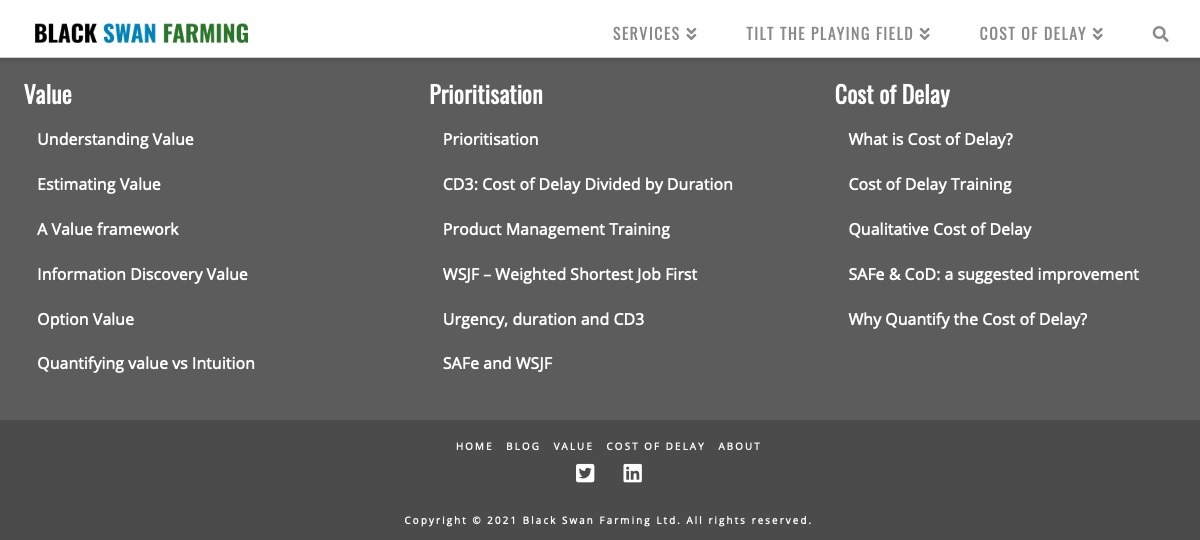 BLACK SWAN FARMING
SERVICES
TILT THE PLAYING FIELD
COST OF DELAY
Value
Understanding Value
Estimating Value
A Value framework
Information Discovery Value
Option Value
Quantifying value vs Intuition
Prioritisation
Prioritisation
CD3: Cost of Delay Divided by Duration
Product Management Training
WSJF – Weighted Shortest Job First
Urgency, duration and CD3
SAFe and WSJF
Cost of Delay
What is Cost of Delay?
Cost of Delay Training
Qualitative Cost of Delay
SAFe & CoD: a suggested improvement
Why Quantify the Cost of Delay?
HOME BLOG VALUE COST OF DELAY ABOUT
Copyright © 2021 Black Swan Farming Ltd. All rights reserved.